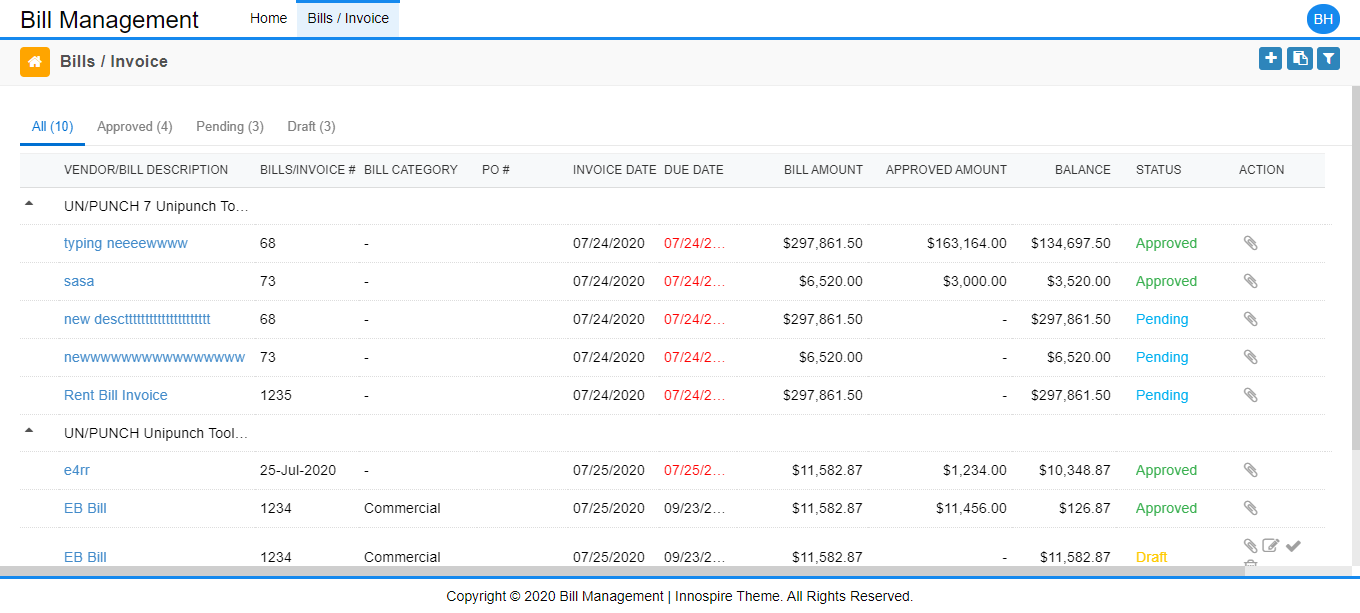 Bill Management Home Bills / Invoice BH
Bills / Invoice
All (10) Approved (4) Pending (3) Draft (3)
VENDOR/BILL DESCRIPTION BILLS/INVOICE # BILL CATEGORY PO # INVOICE DATE DUE DATE BILL AMOUNT APPROVED AMOUNT BALANCE STATUS ACTION
UN/PUNCH 7 Unipunch To...
typing neeeewwww 68 - 07/24/2020 07/24/2... $297,861.50 $163,164.00 $134,697.50 Approved
sasa 73 - 07/24/2020 07/24/2... $6,520.00 $3,000.00 $3,520.00 Approved
new desctttttttttttttttttttttt 68 - 07/24/2020 07/24/2... $297,861.50 - $297,861.50 Pending
newwwwwwwwwwwwwwww 73 - 07/24/2020 07/24/2... $6,520.00 - $6,520.00 Pending
Rent Bill Invoice 1235 - 07/24/2020 07/24/2... $297,861.50 - $297,861.50 Pending
UN/PUNCH Unipunch Tool...
e4rr 25-Jul-2020 - 07/25/2020 07/25/2... $11,582.87 $1,234.00 $10,348.87 Approved
EB Bill 1234 Commercial 07/25/2020 09/23/2... $11,582.87 $11,456.00 $126.87 Approved
EB Bill 1234 Commercial 07/25/2020 09/23/2... $11,582.87 - $11,582.87 Draft
Copyright © 2020 Bill Management | Innospire Theme. All Rights Reserved.